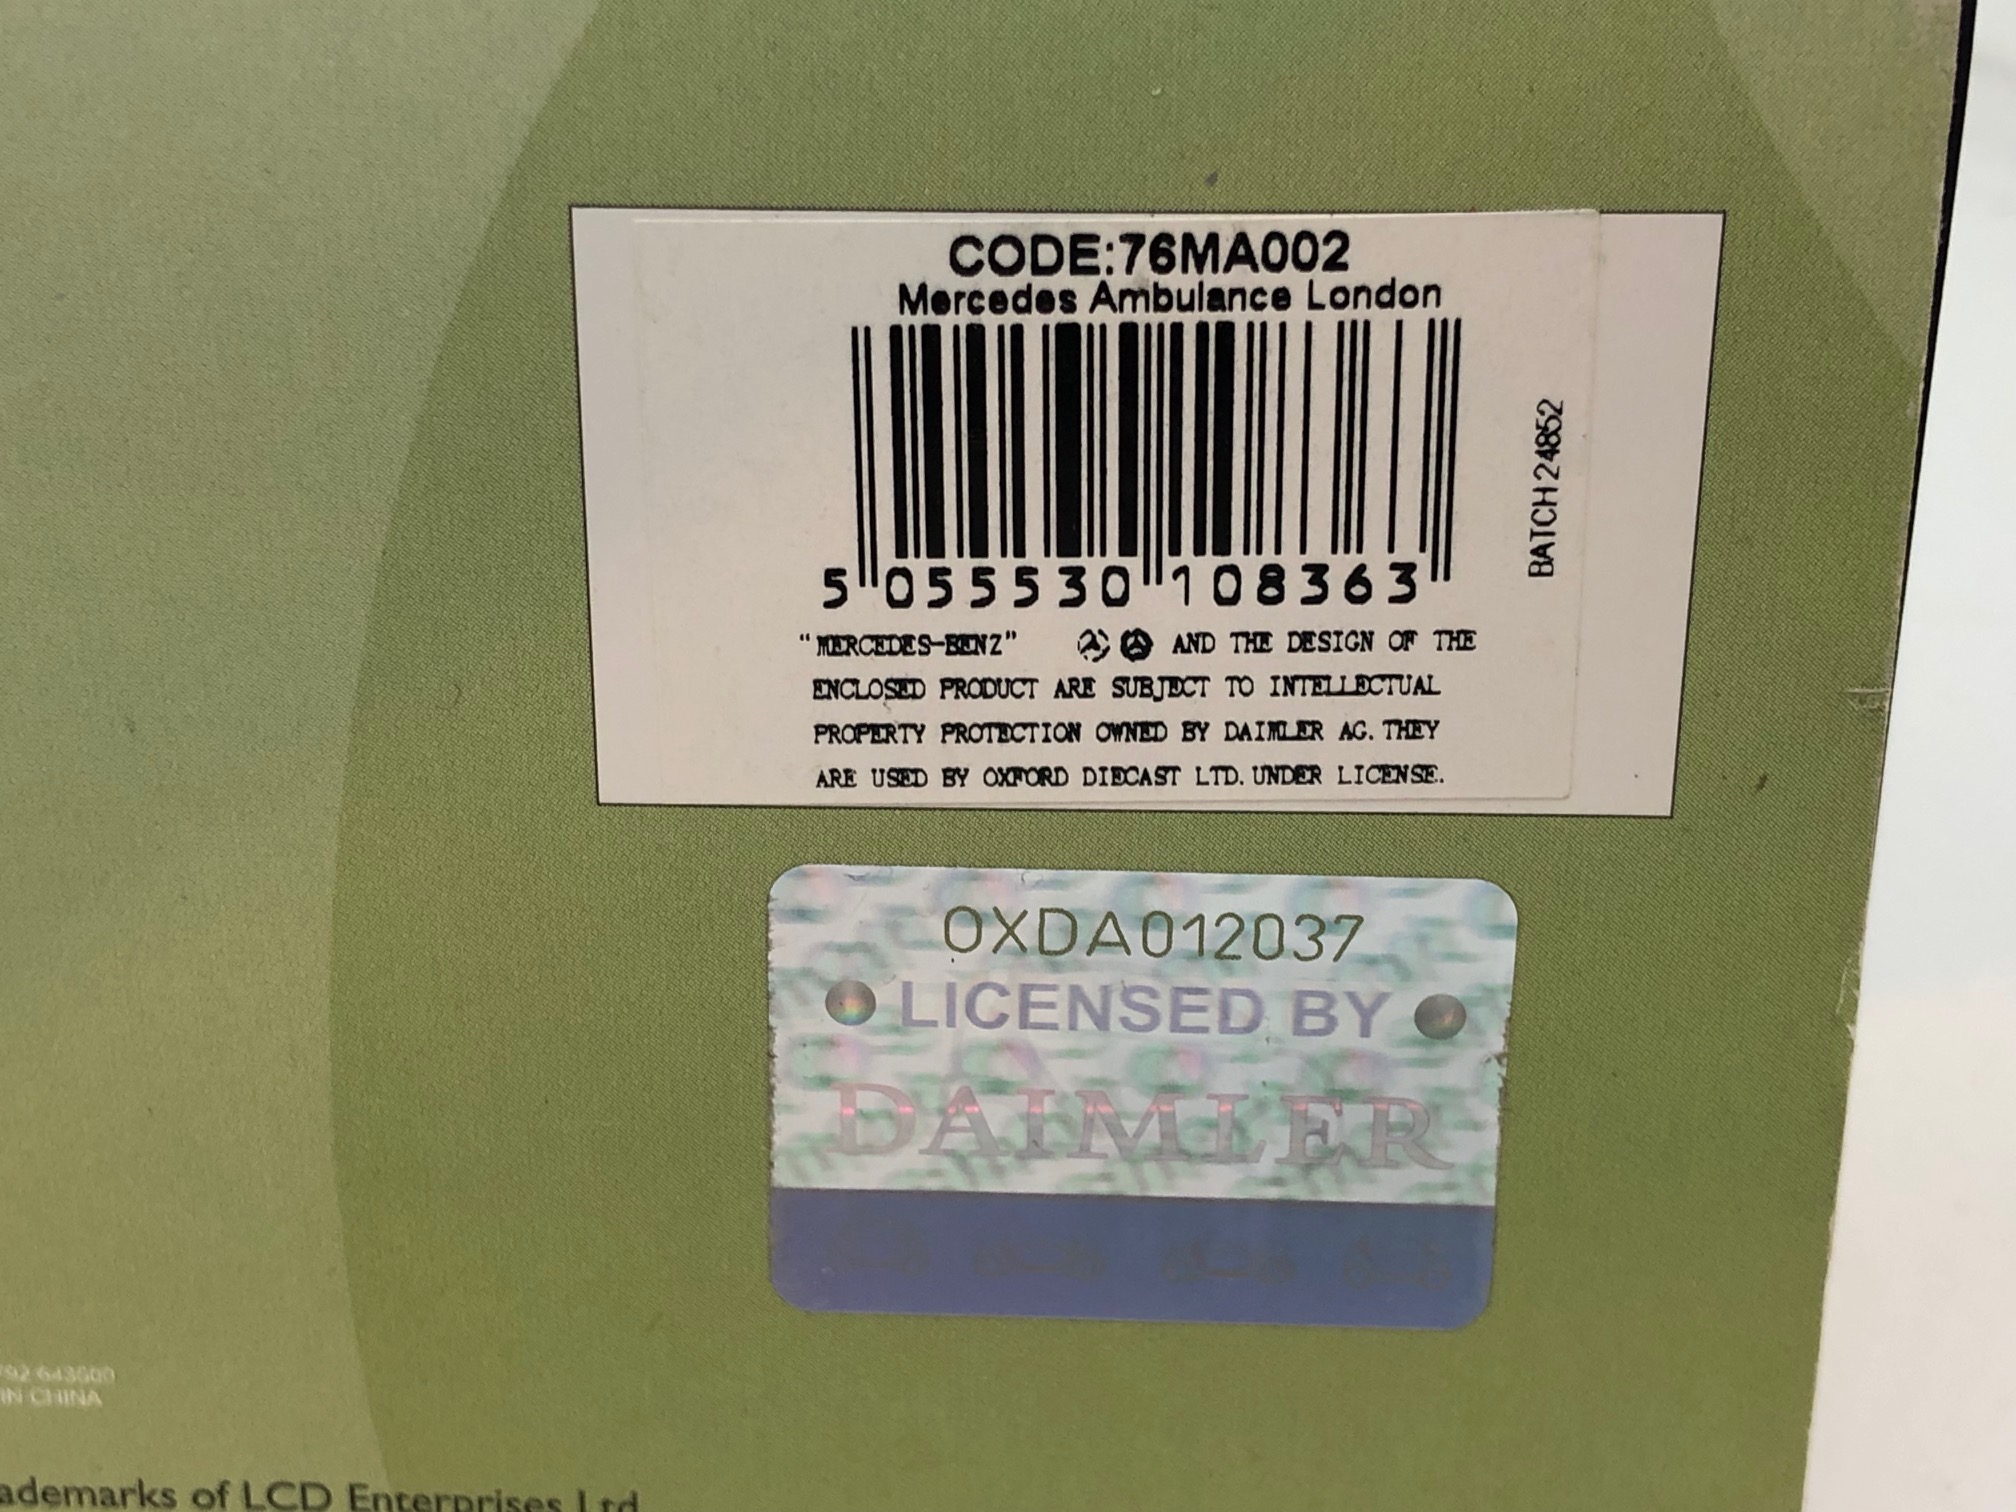 CODE:76MA002
Mercedes Ambulance London
5 055530 108363
BATCH 24852
"MERCEDES-BENZ" AND THE DESIGN OF THE
ENCLOSED PRODUCT ARE SUBJECT TO INTELLECTUAL
PROPERTY PROTECTION OWNED BY DAIMLER AG. THEY
ARE USED BY OXFORD DIECAST LTD. UNDER LICENSE.
OXDA012037
LICENSED BY
DAIMLER
IN CHINA
ademarks of LCD Enterprises Ltd